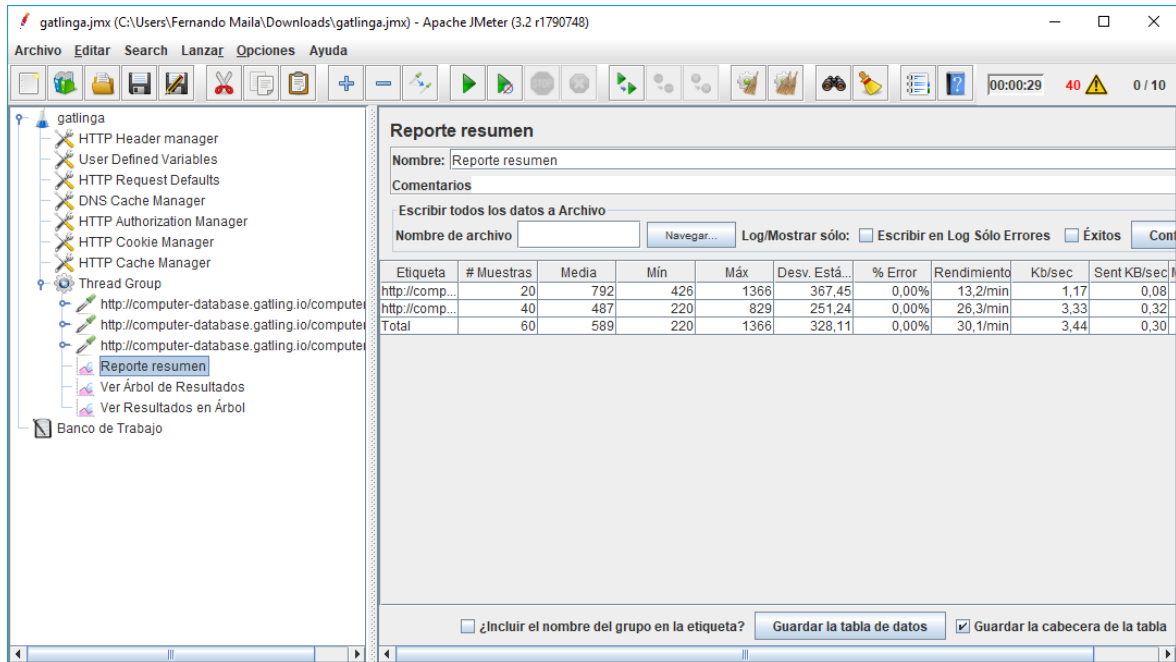 gatlinga.jmx (C:\Users\Fernando Maila\Downloads\gatlinga.jmx) - Apache JMeter (3.2 r1790748)
Archivo Editar Search Lanzar Opciones Ayuda
00:00:29 40 0 / 10
gatlinga
HTTP Header manager
User Defined Variables
HTTP Request Defaults
DNS Cache Manager
HTTP Authorization Manager
HTTP Cookie Manager
HTTP Cache Manager
Thread Group
http://computer-database.gatling.io/computer
http://computer-database.gatling.io/computer
http://computer-database.gatling.io/computer
Reporte resumen
Ver Árbol de Resultados
Ver Resultados en Árbol
Banco de Trabajo
Reporte resumen
Nombre: Reporte resumen
Comentarios
Escribir todos los datos a Archivo
Nombre de archivo Navegar... Log/Mostrar sólo: Escribir en Log Sólo Errores Éxitos Conf
Etiqueta # Muestras Media Mín Máx Desv. Está... % Error Rendimiento Kb/sec Sent KB/sec M
http://comp... 20 792 426 1366 367,45 0,00% 13,2/min 1,17 0,08
http://comp... 40 487 220 829 251,24 0,00% 26,3/min 3,33 0,32
Total 60 589 220 1366 328,11 0,00% 30,1/min 3,44 0,30
¿Incluir el nombre del grupo en la etiqueta? Guardar la tabla de datos Guardar la cabecera de la tabla